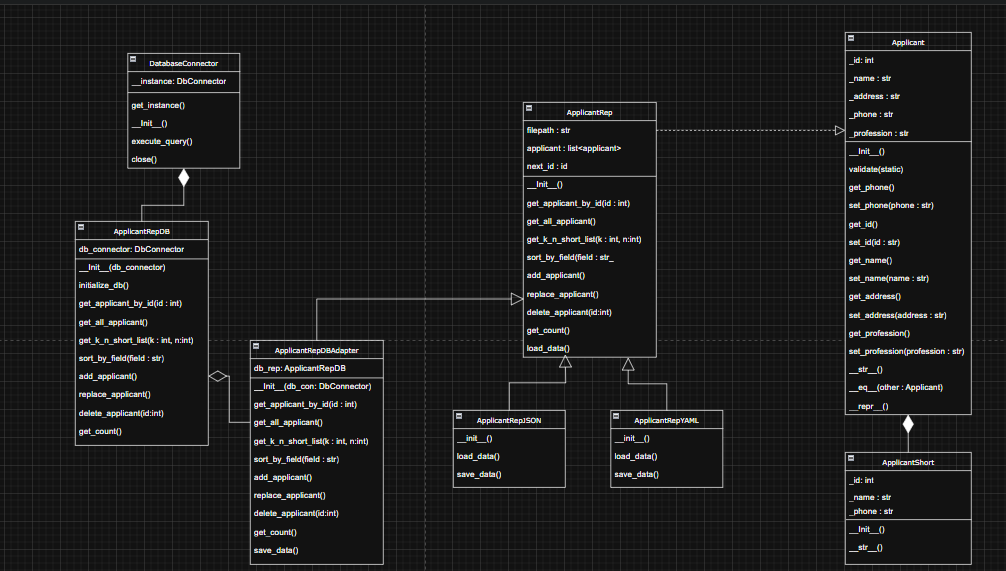 DatabaseConnector
__instance: DbConnector
get_instance()
__Init__()
execute_query()
close()
ApplicantRepDB
db_connector: DbConnector
__Init__(db_connector)
initialize_db()
get_applicant_by_id(id : int)
get_all_applicant()
get_k_n_short_list(k : int, n:int)
sort_by_field(field : str)
add_applicant()
replace_applicant()
delete_applicant(id:int)
get_count()
ApplicantRepDBAdapter
db_rep: ApplicantRepDB
__Init__(db_con: DbConnector)
get_applicant_by_id(id : int)
get_all_applicant()
get_k_n_short_list(k : int, n:int)
sort_by_field(field : str)
add_applicant()
replace_applicant()
delete_applicant(id:int)
get_count()
save_data()
ApplicantRep
filepath : str
applicant : list<applicant>
next_id : id
__Init__()
get_applicant_by_id(id : int)
get_all_applicant()
get_k_n_short_list(k : int, n:int)
sort_by_field(field : str_
add_applicant()
replace_applicant()
delete_applicant(id:int)
get_count()
load_data()
ApplicantRepJSON
__init__()
load_data()
save_data()
ApplicantRepYAML
__init__()
load_data()
save_data()
Applicant
_id: int
_name : str
_address : str
_phone : str
_profession : str
__Init__()
validate(static)
get_phone()
set_phone(phone : str)
get_id()
set_id(id : str)
get_name()
set_name(name : str)
get_address()
set_address(address : str)
get_profession()
set_profession(profession : str)
__str__()
__eq__(other : Applicant)
__repr__()
ApplicantShort
_id: int
_name : str
_phone : str
__Init__()
__str__()